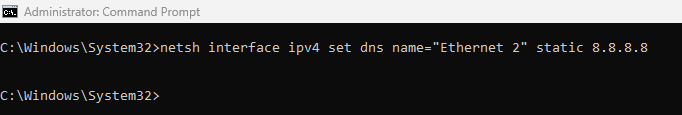 Administrator: Command Prompt
C:\Windows\System32>netsh interface ipv4 set dns name="Ethernet 2" static 8.8.8.8
C:\Windows\System32>